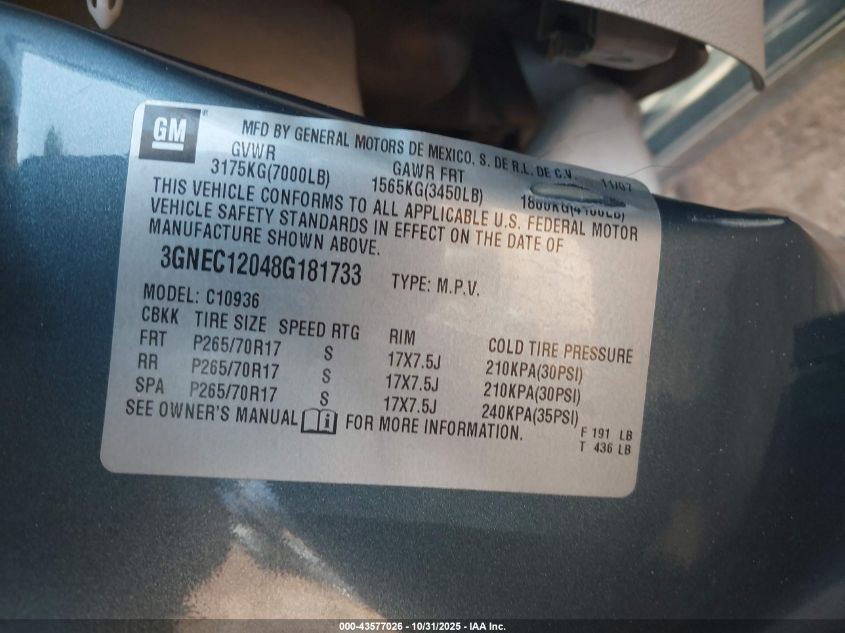 GM ®
MFD BY GENERAL MOTORS DE MEXICO, S. DE R.L. DE C.V. 11/07
GVWR GAWR FRT
3175KG(7000LB) 1565KG(3450LB) 1860KG(4100LB)
THIS VEHICLE CONFORMS TO ALL APPLICABLE U.S. FEDERAL MOTOR
VEHICLE SAFETY STANDARDS IN EFFECT ON THE DATE OF
MANUFACTURE SHOWN ABOVE.
3GNEC12048G181733 TYPE: M.P.V.
MODEL: C10936
CBKK TIRE SIZE SPEED RTG RIM COLD TIRE PRESSURE
FRT P265/70R17 S 17X7.5J 210KPA(30PSI)
RR P265/70R17 S 17X7.5J 210KPA(30PSI)
SPA P265/70R17 S 17X7.5J 240KPA(35PSI)
SEE OWNER'S MANUAL i FOR MORE INFORMATION.
F 191 LB
T 436 LB
000-43577026 - 10/31/2025 - IAA Inc.